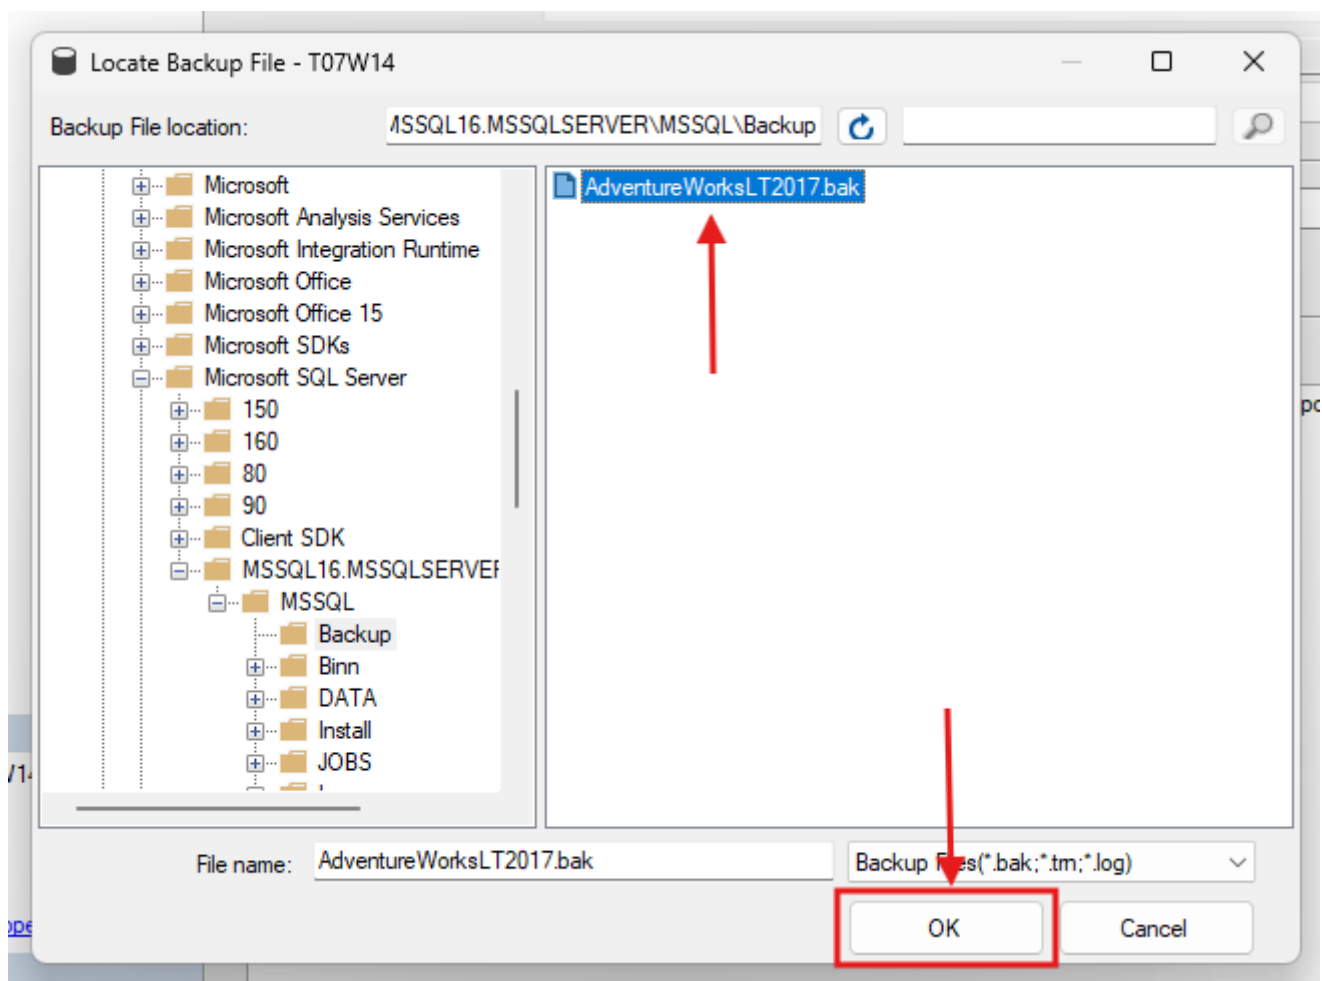 Locate Backup File - T07W14
Backup File location:
MSSQL16.MSSQLSERVER\MSSQL\Backup
Microsoft
Microsoft Analysis Services
Microsoft Integration Runtime
Microsoft Office
Microsoft Office 15
Microsoft SDKs
Microsoft SQL Server
150
160
80
90
Client SDK
MSSQL16.MSSQLSERVER
MSSQL
Backup
Binn
DATA
Install
JOBS
AdventureWorksLT2017.bak
File name:
AdventureWorksLT2017.bak
Backup Files(*.bak;*.trn;*.log)
OK
Cancel